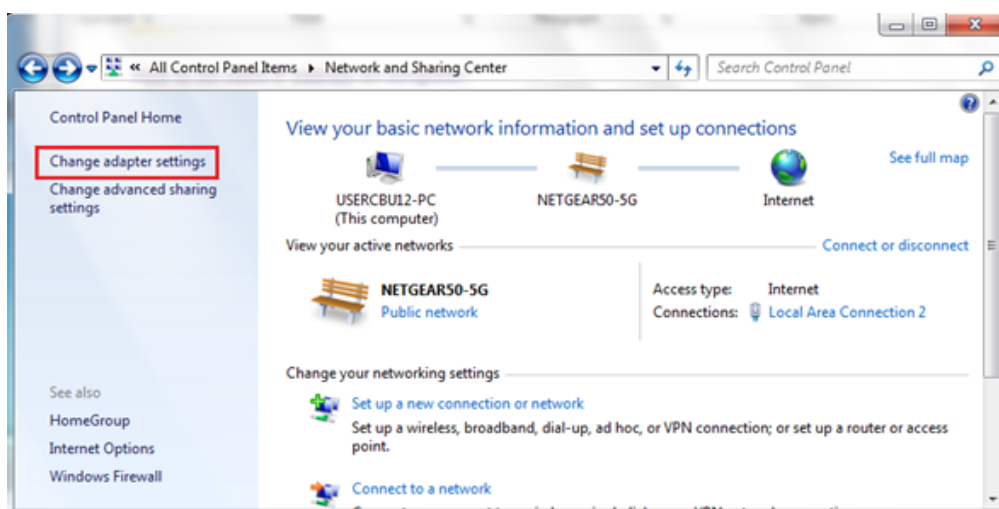 « All Control Panel Items ▸ Network and Sharing Center
Search Control Panel
Control Panel Home
Change adapter settings
Change advanced sharing
settings
See also
HomeGroup
Internet Options
Windows Firewall
View your basic network information and set up connections
See full map
USERCBU12-PC
(This computer)
NETGEAR50-5G
Internet
View your active networks
Connect or disconnect
NETGEAR50-5G
Public network
Access type: Internet
Connections: Local Area Connection 2
Change your networking settings
Set up a new connection or network
Set up a wireless, broadband, dial-up, ad hoc, or VPN connection; or set up a router or access
point.
Connect to a network